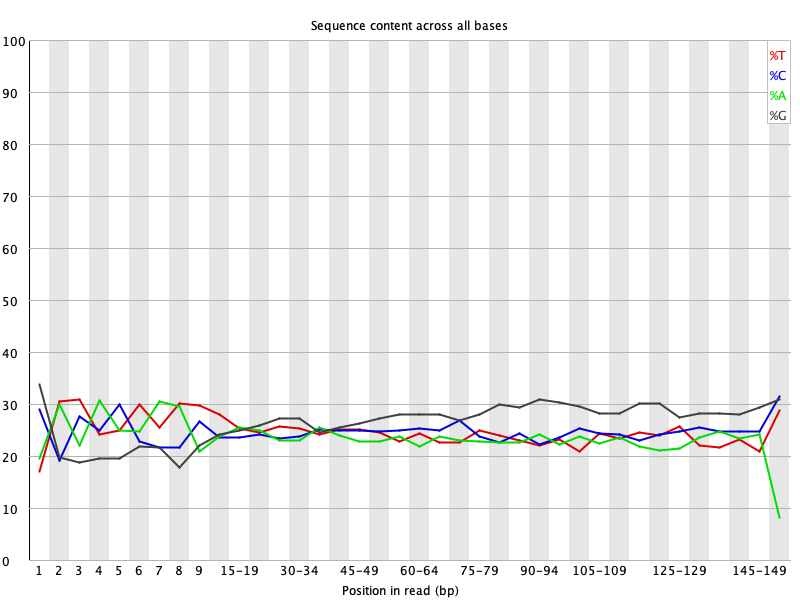 Sequence content across all bases
100
90
80
70
60
50
40
30
20
10
0
%T
%C
%A
%G
1 2 3 4 5 6 7 8 9 15-19 30-34 45-49 60-64 75-79 90-94 105-109 125-129 145-149
Position in read (bp)